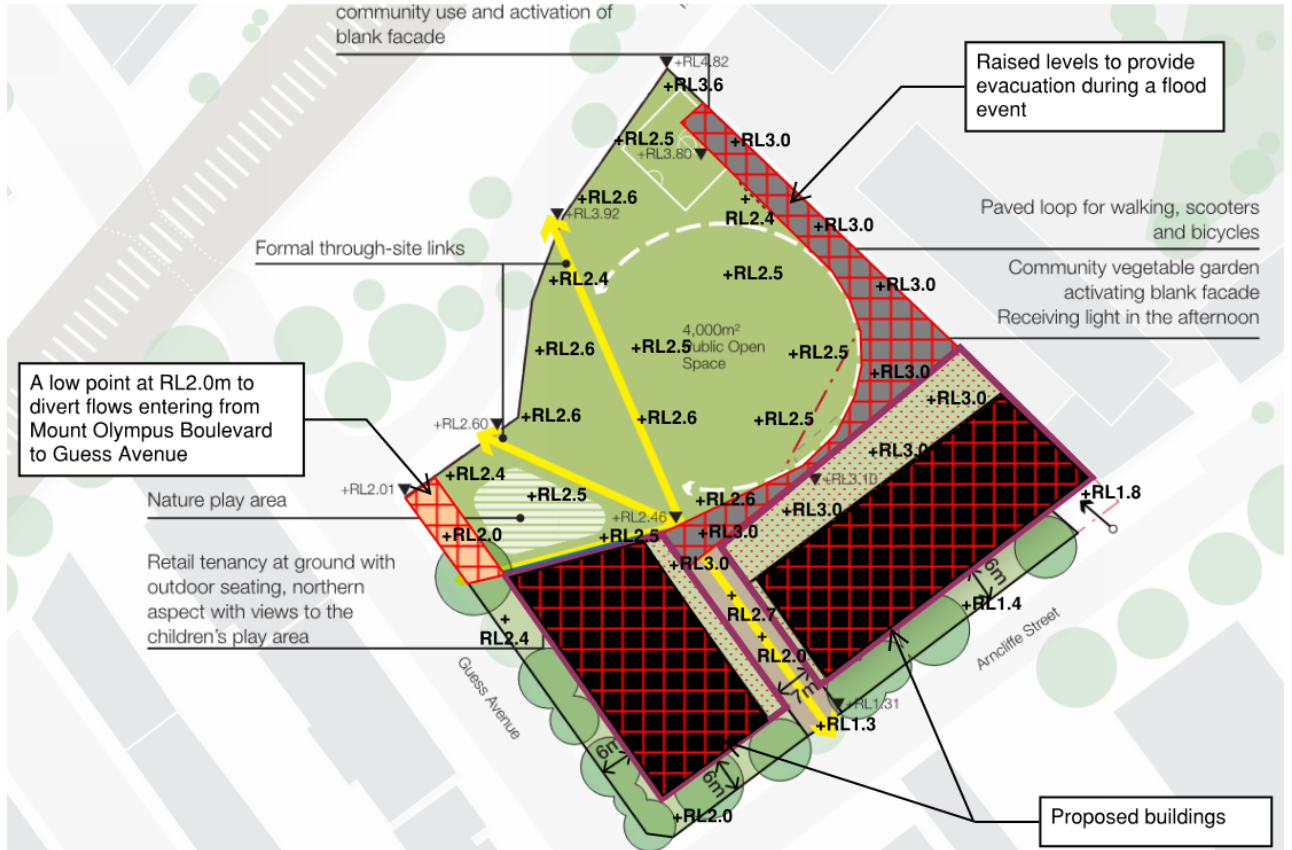 community use and activation of
blank facade
+RL4.82
+RL3.6
Raised levels to provide
evacuation during a flood
event
+RL2.5
+RL3.80
+RL3.0
+RL2.6
+RL3.92
+
RL2.4
+RL3.0
Paved loop for walking, scooters
and bicycles
Formal through-site links
+RL2.4
+RL2.5
+RL3.0
Community vegetable garden
activating blank facade
Receiving light in the afternoon
4,000m²
Public Open
Space
+RL2.6
+RL2.5
+RL2.5
+RL3.0
A low point at RL2.0m to
divert flows entering from
Mount Olympus Boulevard
to Guess Avenue
+RL2.60
+RL2.6
+RL2.6
+RL2.5
+RL3.0
+RL3.0
+RL2.01
+RL2.4
+RL2.5
+RL3.10
+RL1.8
Nature play area
+RL2.46
+RL2.6
+RL3.0
+RL2.0
+RL2.5
+RL3.0
+RL3.0
Retail tenancy at ground with
outdoor seating, northern
aspect with views to the
children's play area
+
RL2.4
+
RL2.7
+
RL2.0
6m
+RL1.4
Arncliffe Street
Guess Avenue
7m
+RL1.31
+RL1.3
6m
6m
+RL2.0
Proposed buildings